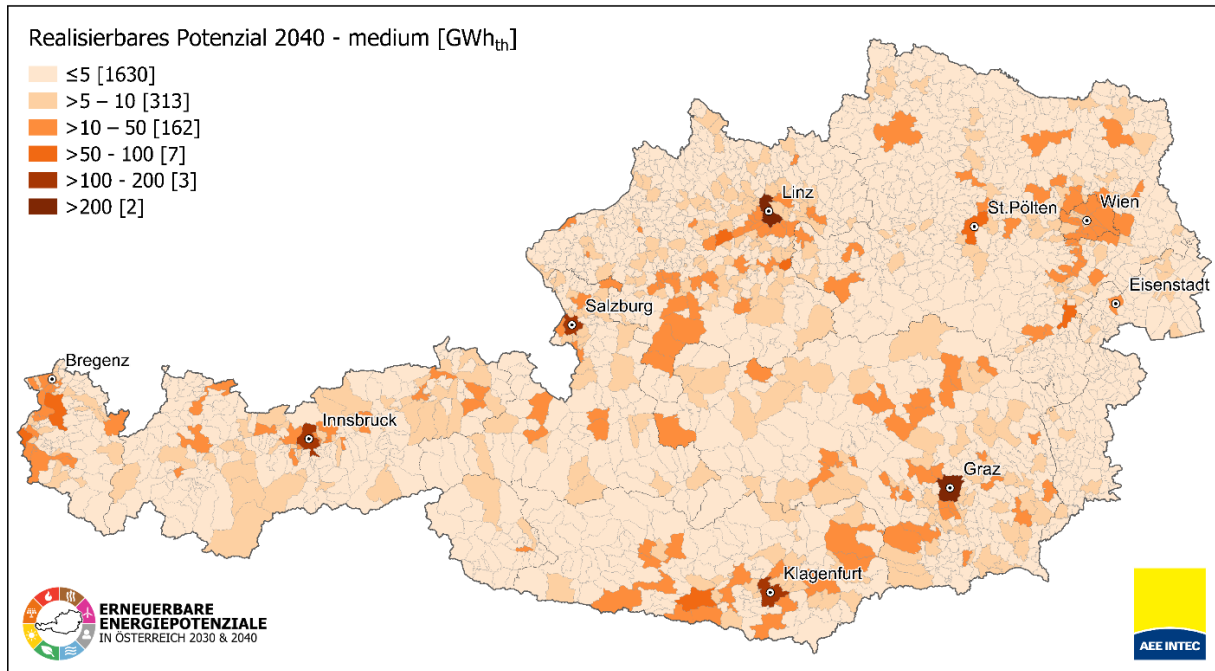 Realisierbares Potenzial 2040 - medium [GWhth]
≤5 [1630]
>5 – 10 [313]
>10 – 50 [162]
>50 - 100 [7]
>100 - 200 [3]
>200 [2]
Linz
St.Pölten
Wien
Eisenstadt
Salzburg
Bregenz
Innsbruck
Graz
Klagenfurt
ERNEUERBARE
ENERGIEPOTENZIALE
IN ÖSTERREICH 2030 & 2040
AEE INTEC